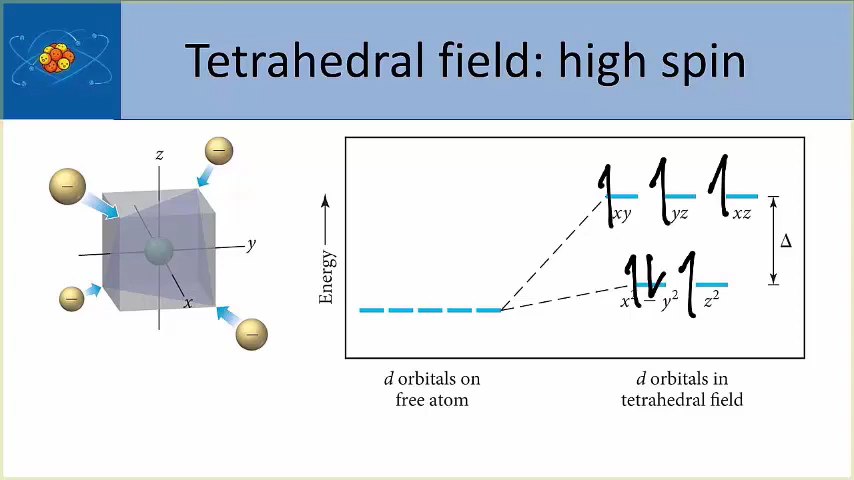 Tetrahedral field: high spin
z
y
x
Energy
xy yz xz
Δ
x² − y² z²
d orbitals on
free atom
d orbitals in
tetrahedral field